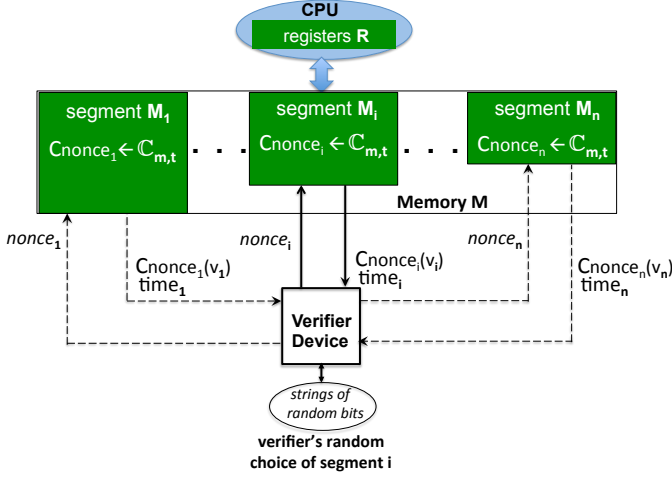 CPU
registers R
segment M₁
segment Mᵢ
segment Mₙ
Cnonce₁ ← ℂm,t
. . .
Cnonceᵢ ← ℂm,t
. . .
Cnonceₙ ← ℂm,t
Memory M
nonce₁
nonceᵢ
nonceₙ
Cnonce₁(v₁)
time₁
Cnonceᵢ(vᵢ)
timeᵢ
Cnonceₙ(vₙ)
timeₙ
Verifier
Device
strings of
random bits
verifier's random
choice of segment i